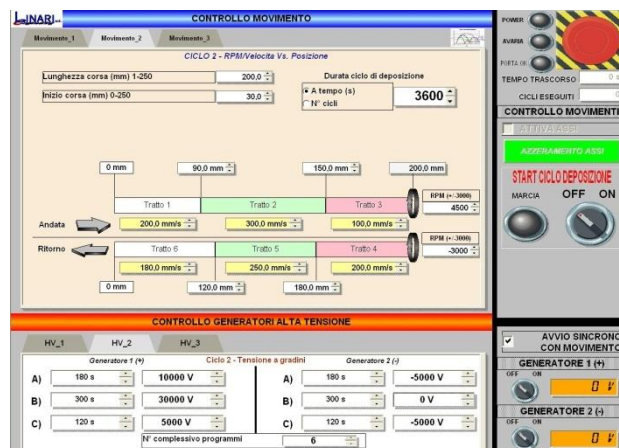 LINARI
CONTROLLO MOVIMENTO
Movimento_1 Movimento_2 Movimento_3
CICLO 2 - RPM/Velocita Vs. Posizione
Lunghezza corsa (mm) 1-250 200,0
Inizio corsa (mm) 0-250 30,0
Durata ciclo di deposizione
A tempo (s)
N° cicli
3600
0 mm 90,0 mm 150,0 mm 200,0 mm
Tratto 1 Tratto 2 Tratto 3
RPM (+/-3000)
4500
Andata 200,0 mm/s 300,0 mm/s 100,0 mm/s
Ritorno Tratto 6 Tratto 5 Tratto 4
RPM (+/-3000)
-3000
180,0 mm/s 250,0 mm/s 200,0 mm/s
0 mm 120,0 mm 180,0 mm
POWER
AVARIA
PORTA ON
TEMPO TRASCORSO 0 s
CICLI ESEGUITI 0
CONTROLLO MOVIMENTI
ATTIVA ASSI
AZZERAMENTO ASSI
START CICLO DEPOSIZIONE
MARCIA OFF ON
CONTROLLO GENERATORI ALTA TENSIONE
HV_1 HV_2 HV_3
Generatore 1 (+) Ciclo 2 - Tensione a gradini Generatore 2 (-)
A) 180 s 10000 V A) 180 s -5000 V
B) 300 s 30000 V B) 300 s 0 V
C) 120 s 5000 V C) 120 s -5000 V
N° complessivo programmi 6
AVVIO SINCRONO
CON MOVIMENTO
GENERATORE 1 (+)
OFF ON
0 V
GENERATORE 2 (-)
OFF ON
0 V